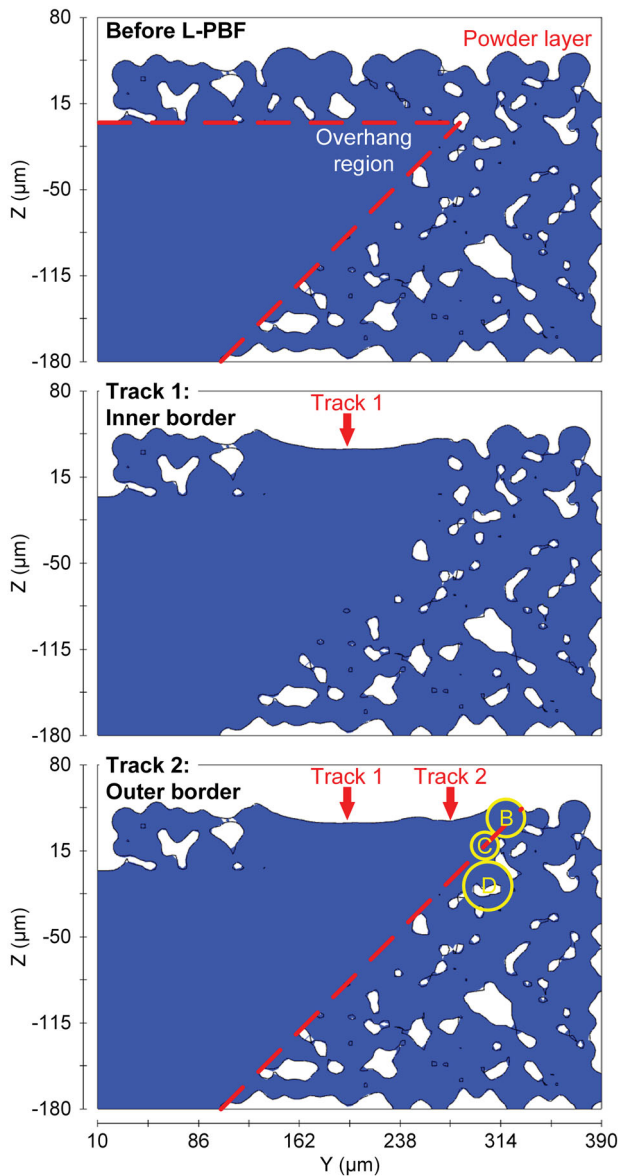 Before L-PBF
Powder layer
Overhang
region
80
15
-50
-115
-180
Z (µm)
Track 1:
Inner border
Track 1
80
15
-50
-115
-180
Z (µm)
Track 2:
Outer border
Track 1
Track 2
B
C
D
80
15
-50
-115
-180
Z (µm)
10
86
162
238
314
390
Y (µm)